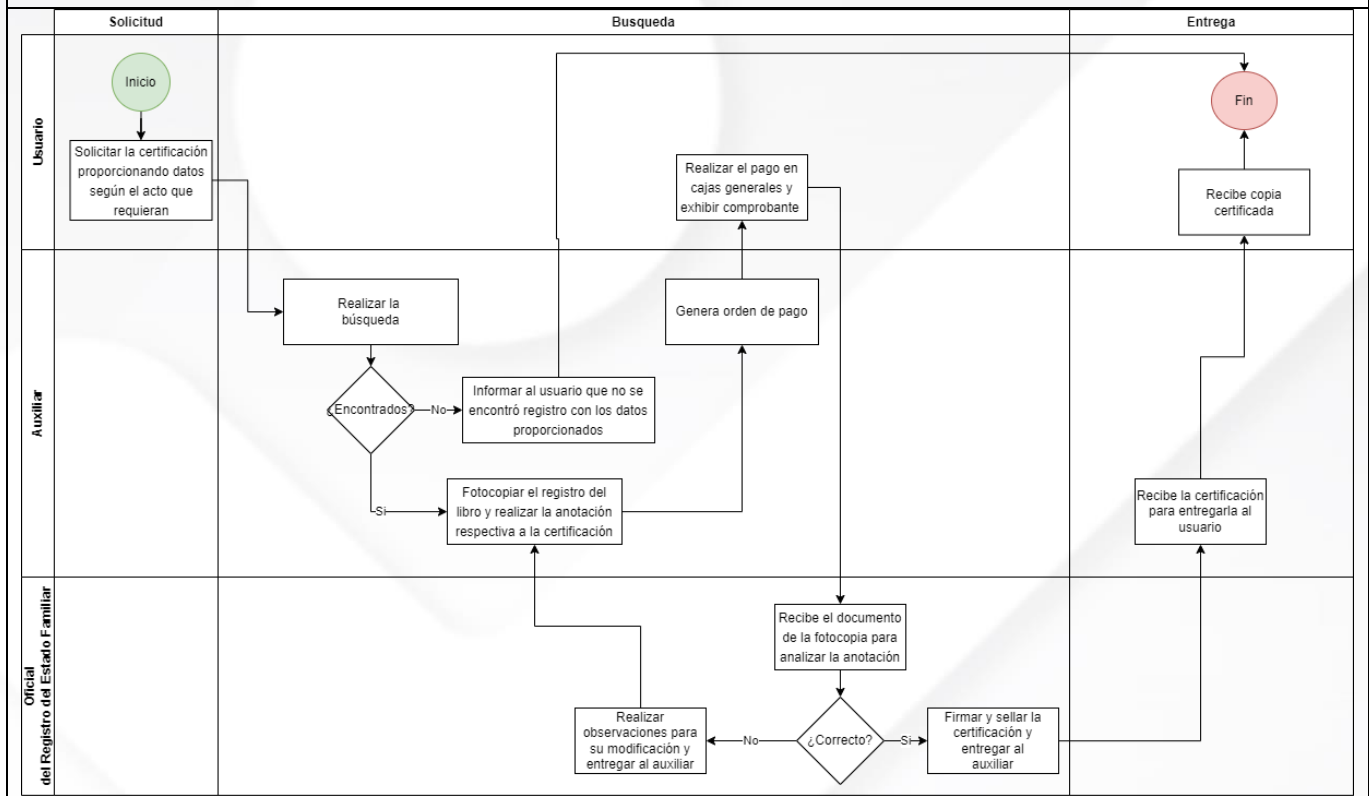 Solicitud
Busqueda
Entrega
Usuario
Inicio
Solicitar la certificación
proporcionando datos
según el acto que
requieran
Realizar el pago en
cajas generales y
exhibir comprobante
Fin
Recibe copia
certificada
Auxiliar
Realizar la
búsqueda
Genera orden de pago
¿Encontrados?
No
Informar al usuario que no se
encontró registro con los datos
proporcionados
Si
Fotocopiar el registro del
libro y realizar la anotación
respectiva a la certificación
Recibe la certificación
para entregarla al
usuario
Oficial
del Registro del Estado Familiar
Recibe el documento
de la fotocopia para
analizar la anotación
Realizar
observaciones para
su modificación y
entregar al auxiliar
No
¿Correcto?
Si
Firmar y sellar la
certificación y
entregar al
auxiliar